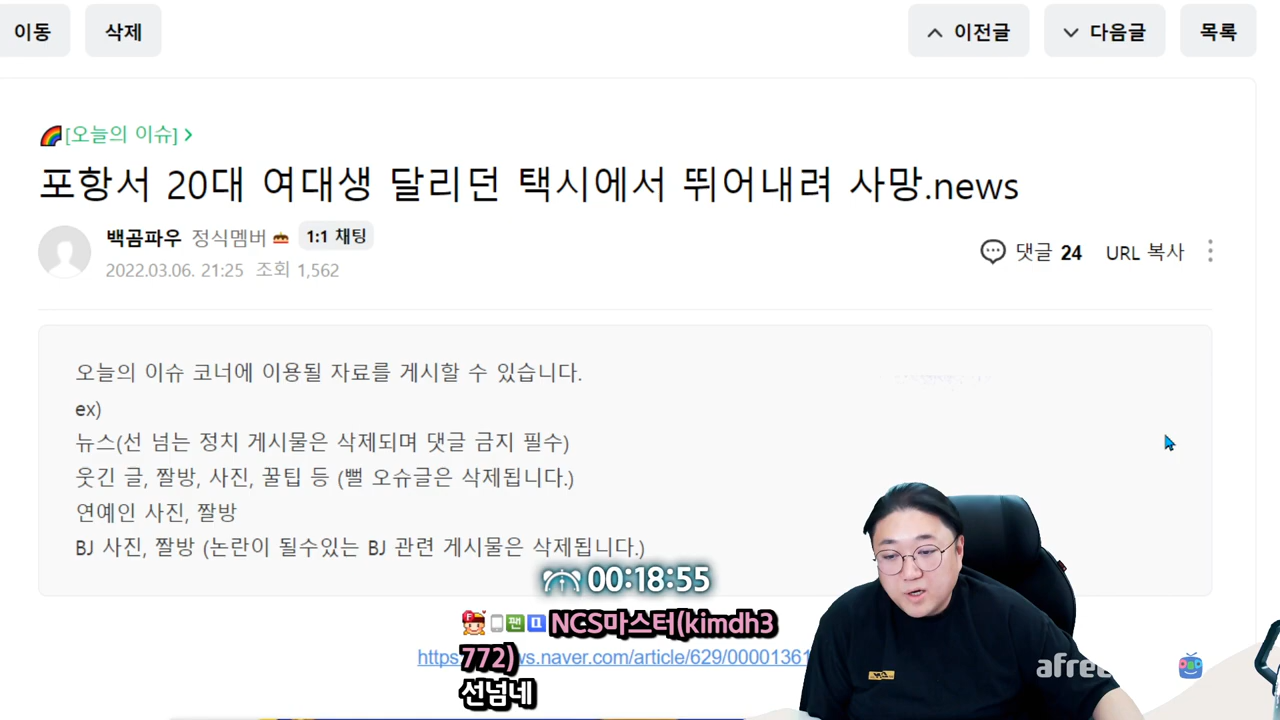 이동
삭제
이전글
다음글
목록
[오늘의 이슈]
포항서 20대 여대생 달리던 택시에서 뛰어내려 사망.news
백곰파우 정식멤버 1:1 채팅
2022.03.06. 21:25 조회 1,562
댓글 24 URL 복사
오늘의 이슈 코너에 이용될 자료를 게시할 수 있습니다.
ex)
뉴스(선 넘는 정치 게시물은 삭제되며 댓글 금지 필수)
웃긴 글, 짤방, 사진, 꿀팁 등 (뻘 오슈글은 삭제됩니다.)
연예인 사진, 짤방
BJ 사진, 짤방 (논란이 될수있는 BJ 관련 게시물은 삭제됩니다.)
00:18:55
팬 NCS마스터(kimdh3
772)
선넘네